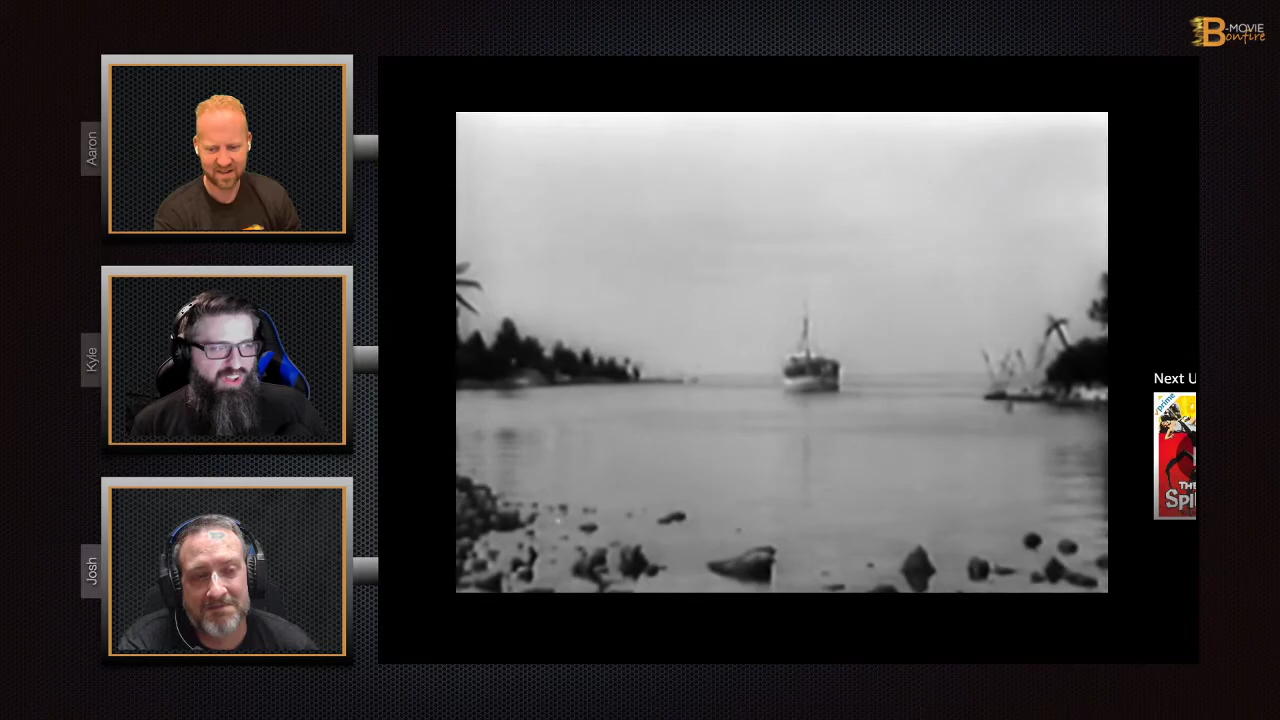 B-MOVIE
Bonfire
Aaron
Kyle
Josh
Next U
prime
THE
SPI